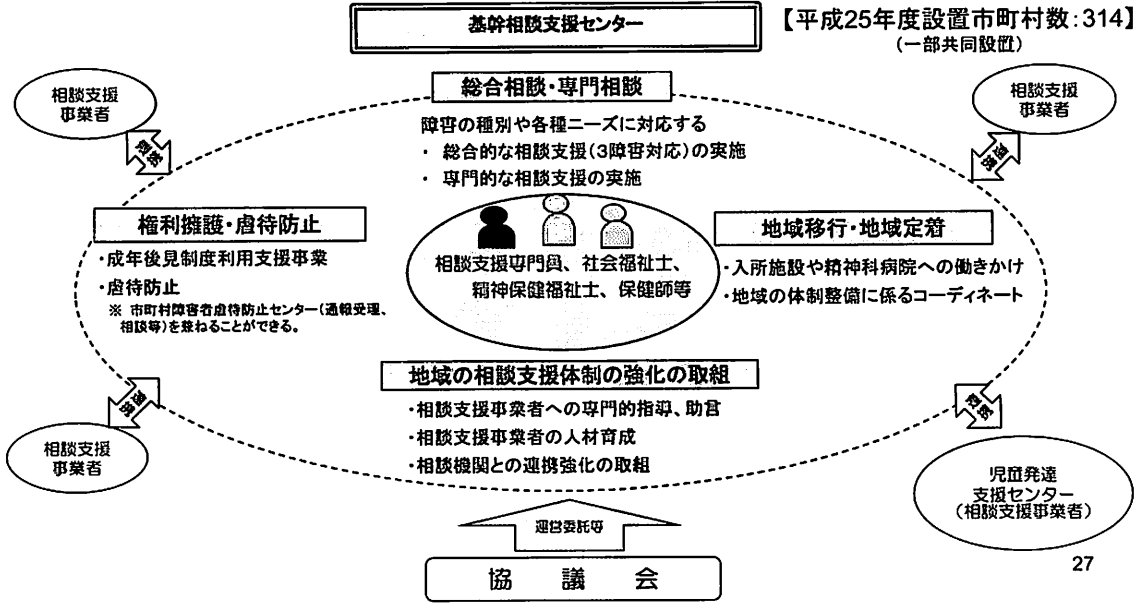 基幹相談支援センター
【平成25年度設置市町村数:314】
(一部共同設置)
相談支援
事業者
総合相談・専門相談
相談支援
事業者
障害の種別や各種ニーズに対応する
・ 総合的な相談支援(3障害対応)の実施
・ 専門的な相談支援の実施
連携
連携
権利擁護・虐待防止
・成年後見制度利用支援事業
・虐待防止
※ 市町村障害者虐待防止センター(通報受理、
相談等)を兼ねることができる。
相談支援専門員、社会福祉士、
精神保健福祉士、保健師等
地域移行・地域定着
・入所施設や精神科病院への働きかけ
・地域の体制整備に係るコーディネート
地域の相談支援体制の強化の取組
・相談支援事業者への専門的指導、助言
・相談支援事業者の人材育成
・相談機関との連携強化の取組
連携
連携
相談支援
事業者
児童発達
支援センター
(相談支援事業者)
運営委託等
協 議 会
27